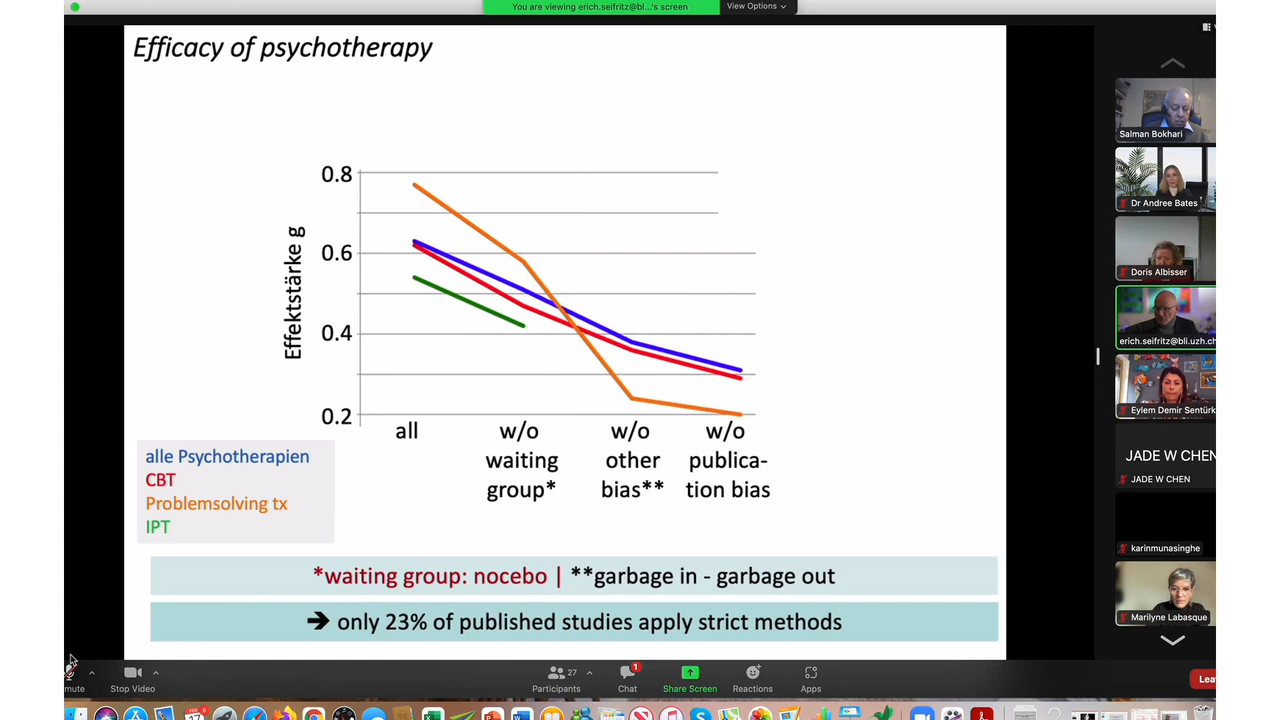 You are viewing erich.seifritz@bl...'s screen
View Options
Efficacy of psychotherapy
Effektstärke g
0.8
0.6
0.4
0.2
all
w/o
waiting
group*
w/o
other
bias**
w/o
publica-
tion bias
alle Psychotherapien
CBT
Problemsolving tx
IPT
*waiting group: nocebo | **garbage in - garbage out
➔ only 23% of published studies apply strict methods
Salman Bokhari
Dr Andree Bates
Doris Albisser
erich.seifritz@bli.uzh.ch
Eylem Demir Sentürk
JADE W CHEN
JADE W CHEN
karinmunasinghe
Marilyne Labasque
mute
Stop Video
27
Participants
1
Chat
Share Screen
Reactions
Apps
Lea
17